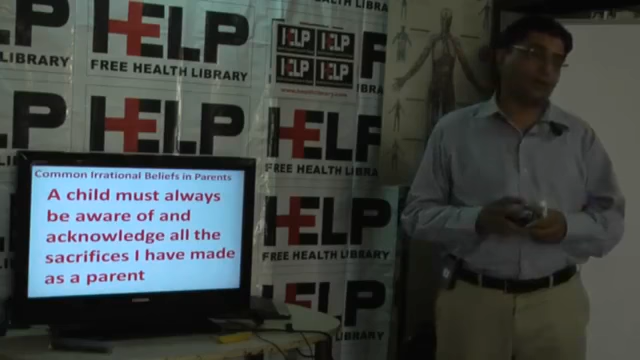 HELP
FREE HEALTH LIBRARY
HELP HELP
HELP HELP
HEALTH LIBRARY
Common Irrational Beliefs in Parents
A child must always
be aware of and
acknowledge all the
sacrifices I have made
as a parent
HELP
HELP
FREE HEALTH LIBRARY
HELP
FREE HEALTH LIBRARY
HELP
LIBRARY